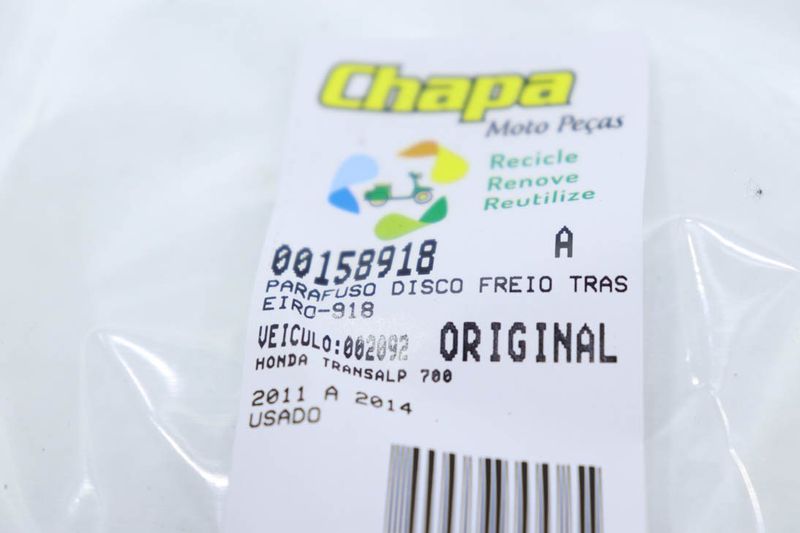 Chapa
Moto Peças
Recicle
Renove
Reutilize
00158918 A
PARAFUSO DISCO FREIO TRAS
EIRO-918
VEICULO:002092 ORIGINAL
HONDA TRANSALP 700
2011 A 2014
USADO